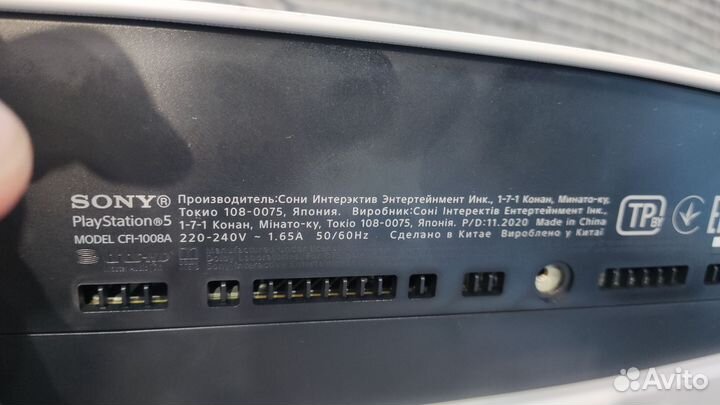 SONY® Производитель:Сони Интерэктив Энтертейнмент Инк., 1-7-1 Конан, Минато-ку,
PlayStation®5 Токио 108-0075, Япония. Виробник:Соні Інтеректів Ентертейнмент Інк.,
1-7-1 Конан, Мінато-ку, Токіо 108-0075, Японія. P/D:11.2020 Made in China
MODEL CFI-1008A 220-240V ~ 1.65A 50/60Hz Сделано в Китае Вироблено у Китаї
TP
Avito